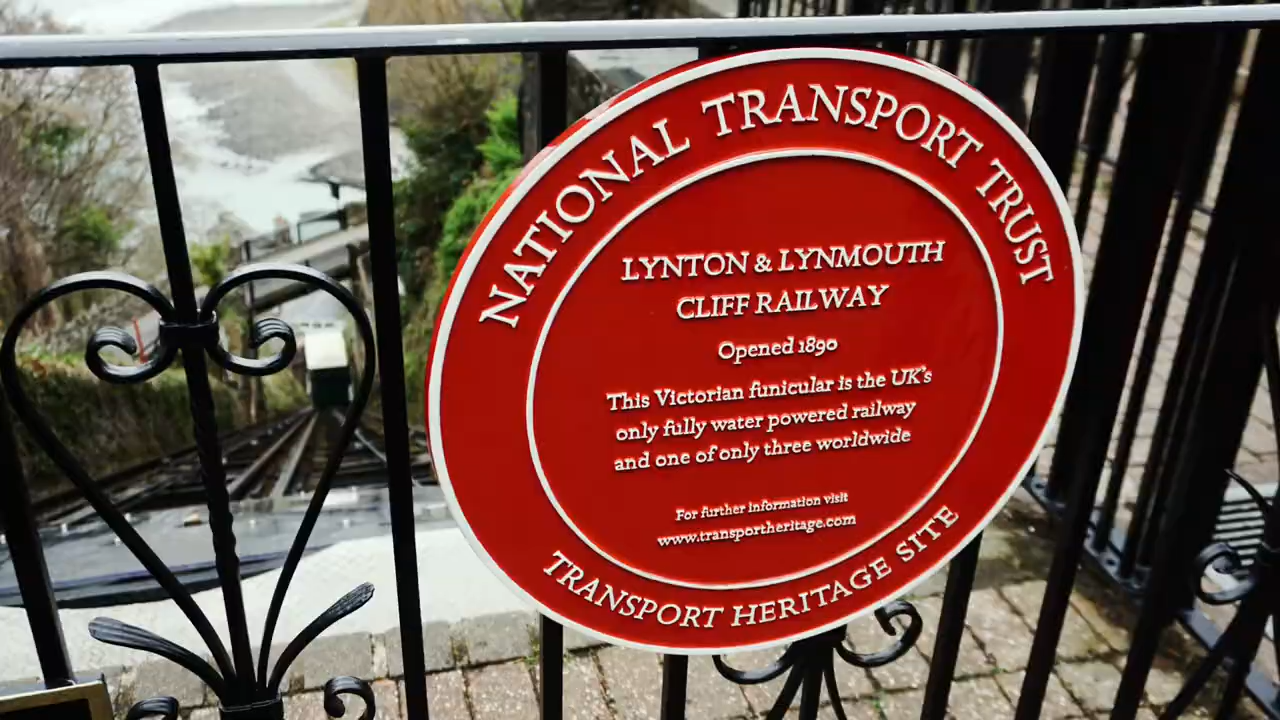 NATIONAL TRANSPORT TRUST
LYNTON & LYNMOUTH
CLIFF RAILWAY
Opened 1890
This Victorian funicular is the UK's
only fully water powered railway
and one of only three worldwide
For further information visit
www.transportheritage.com
TRANSPORT HERITAGE SITE